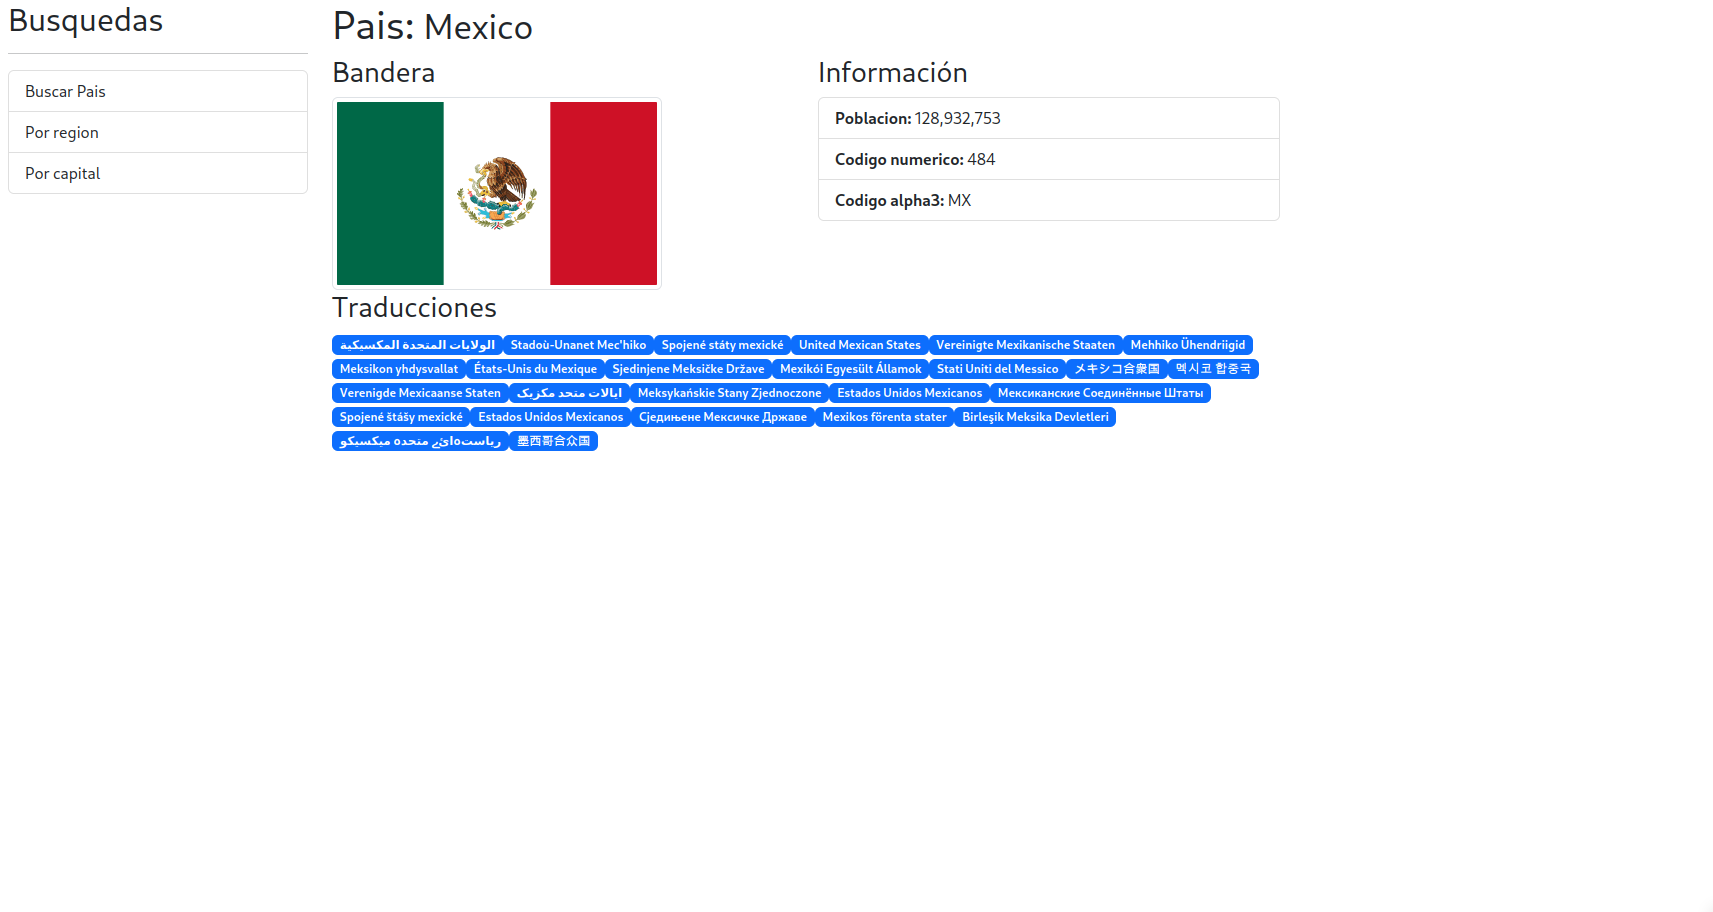 Busquedas
Buscar Pais
Por region
Por capital
Pais: Mexico
Bandera
Información
Poblacion: 128,932,753
Codigo numerico: 484
Codigo alpha3: MX
Traducciones
الولايات المتحدة المكسيكية Stadoù-Unanet Mec'hiko Spojené státy mexické United Mexican States Vereinigte Mexikanische Staaten Mehhiko Ühendriigid
Meksikon yhdysvallat États-Unis du Mexique Sjedinjene Meksičke Države Mexikói Egyesült Államok Stati Uniti del Messico メキシコ合衆国 멕시코 합중국
Verenigde Mexicaanse Staten ایالات متحد مکزیک Meksykańskie Stany Zjednoczone Estados Unidos Mexicanos Мексиканские Соединённые Штаты
Spojené štášy mexické Estados Unidos Mexicanos Сједињене Мексичке Државе Mexikos förenta stater Birleşik Meksika Devletleri
ریاستہائے متحدہ میکسیکو 墨西哥合众国